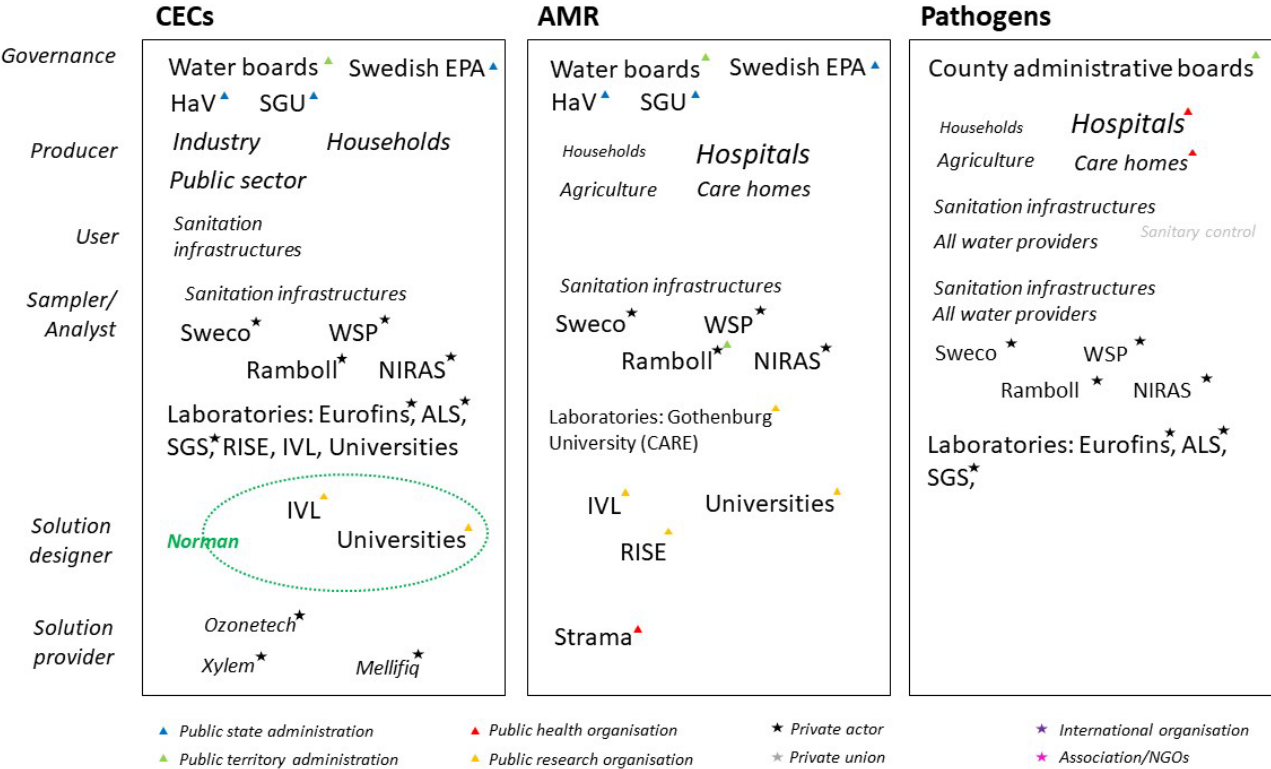 CECs
AMR
Pathogens
Governance
Producer
User
Sampler/
Analyst
Solution
designer
Solution
provider
Water boards Swedish EPA
HaV SGU
Industry Households
Public sector
Sanitation
infrastructures
Sanitation infrastructures
Sweco WSP
Ramboll NIRAS
Laboratories: Eurofins, ALS,
SGS, RISE, IVL, Universities
IVL
Norman
Universities
Ozonetech
Xylem Mellifiq
Water boards Swedish EPA
HaV SGU
Households Hospitals
Agriculture Care homes
Sanitation infrastructures
Sweco WSP
Ramboll NIRAS
Laboratories: Gothenburg
University (CARE)
IVL Universities
RISE
Strama
County administrative boards
Households Hospitals
Agriculture Care homes
Sanitation infrastructures
All water providers Sanitary control
Sanitation infrastructures
All water providers
Sweco WSP
Ramboll NIRAS
Laboratories: Eurofins, ALS,
SGS,
Public state administration
Public territory administration
Public health organisation
Public research organisation
Private actor
Private union
International organisation
Association/NGOs